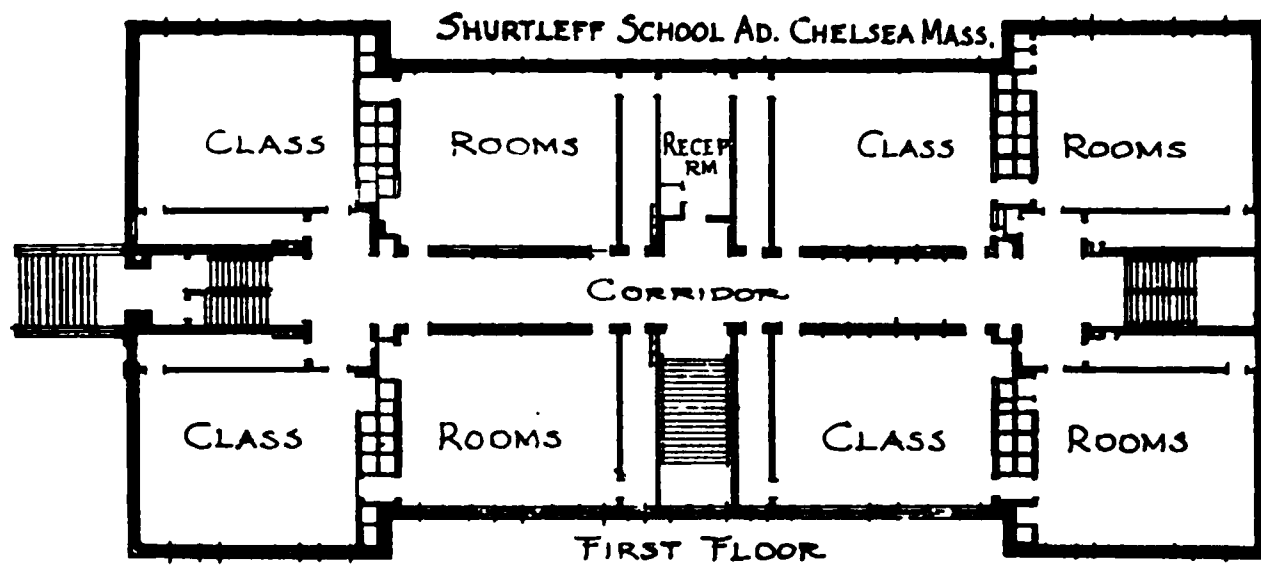 SHURTLEFF SCHOOL AD. CHELSEA MASS.
CLASS ROOMS RECEP RM CLASS ROOMS
CORRIDOR
CLASS ROOMS CLASS ROOMS
FIRST FLOOR